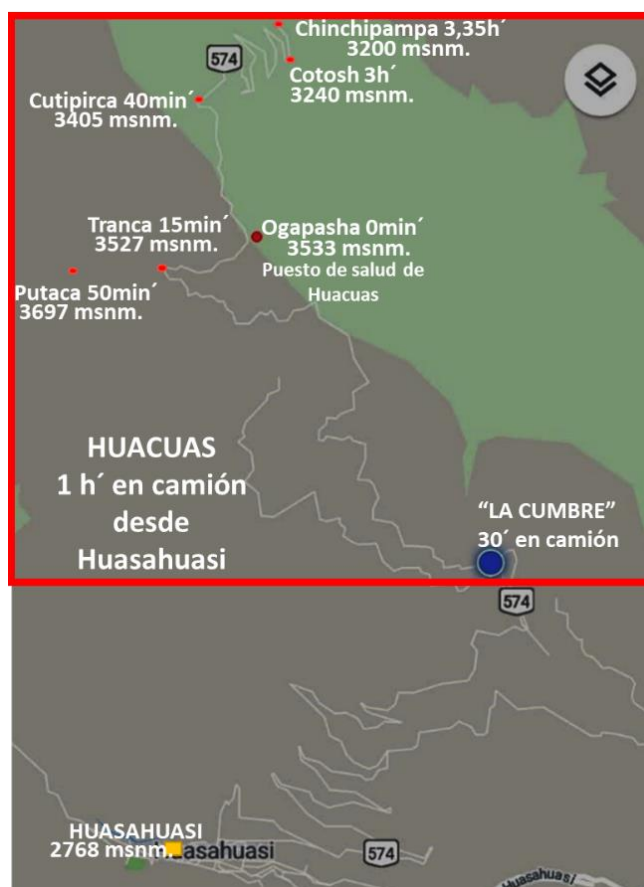 Chinchipampa 3,35h´
3200 msnm.
574
Cotosh 3h´
3240 msnm.
Cutipirca 40min´
3405 msnm.
Tranca 15min´
3527 msnm.
Ogapasha 0min´
3533 msnm.
Puesto de salud de
Huacuas
Putaca 50min´
3697 msnm.
HUACUAS
1 h´ en camión
desde
Huasahuasi
“LA CUMBRE”
30´ en camión
574
HUASAHUASI
2768 msnm.
uasahuasi
574
Huasahuasi